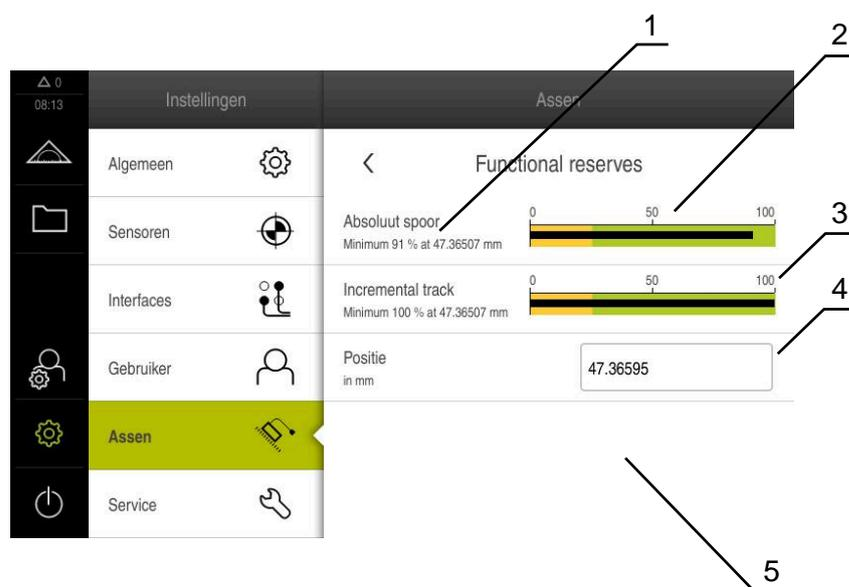 1
2
△ 0
08:13
Instellingen
Assen
Algemeen
Functional reserves
Sensoren
Absoluut spoor
Minimum 91 % at 47.36507 mm
0 50 100
3
Interfaces
Incremental track
Minimum 100 % at 47.36507 mm
0 50 100
4
Gebruiker
Positie
in mm
47.36595
Assen
Service
5